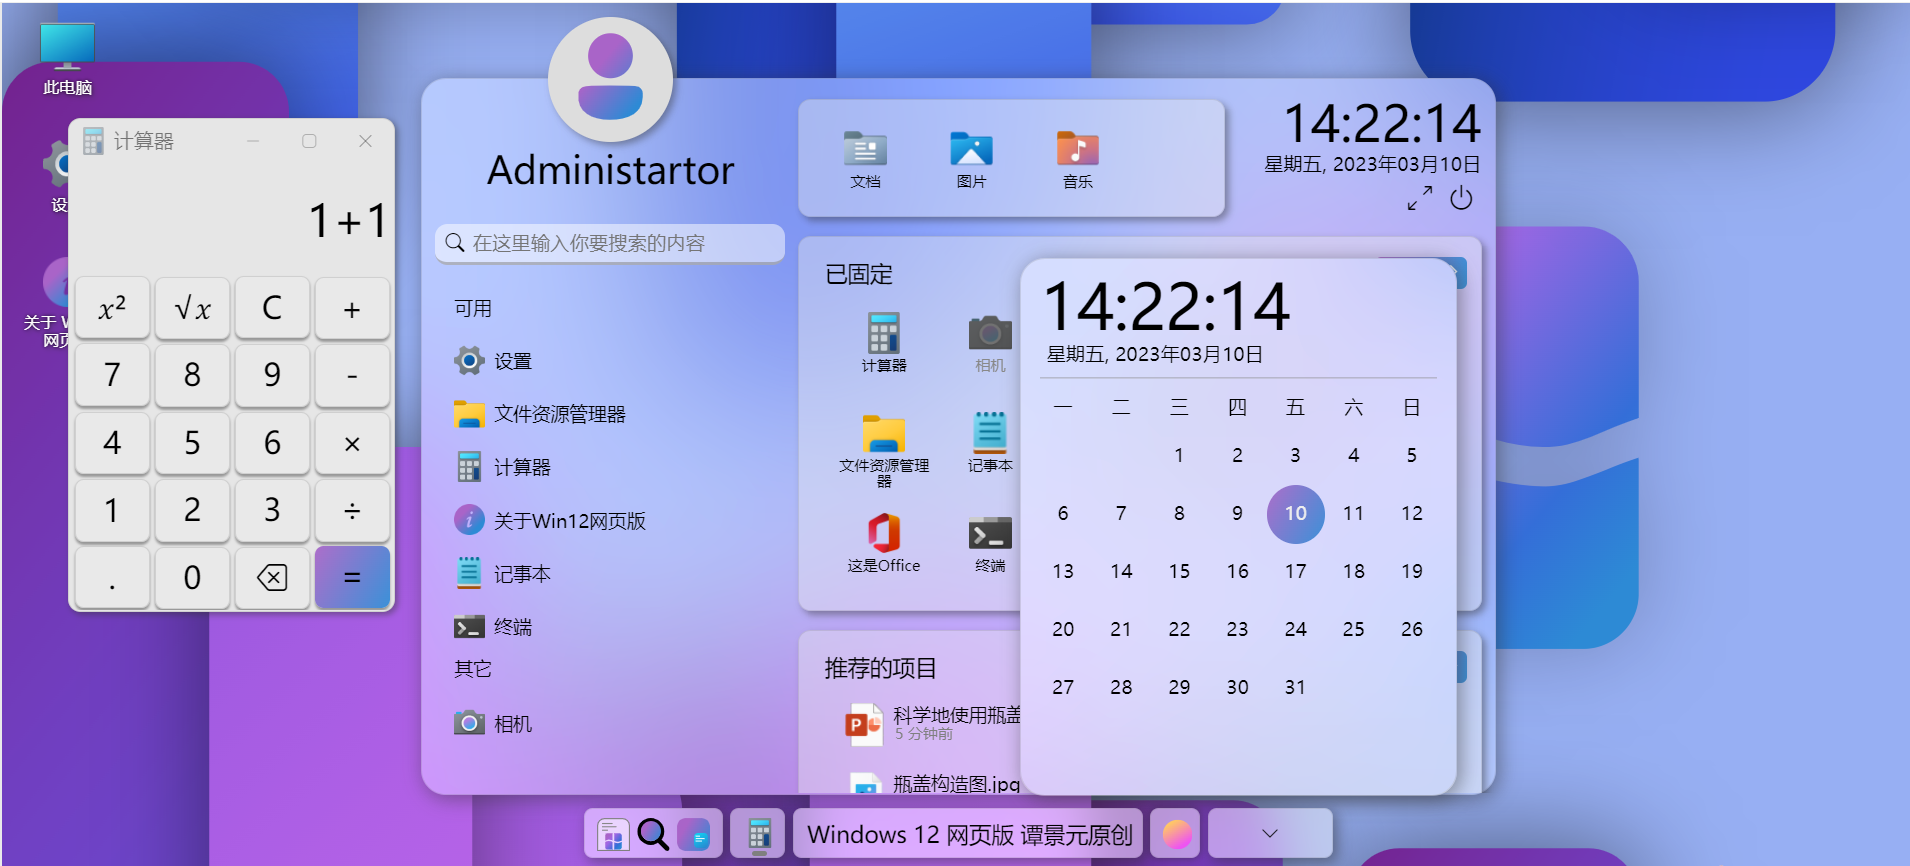 此电脑
设
关于 W
网页
计算器
1+1
x² √x C +
7 8 9 -
4 5 6 ×
1 2 3 ÷
. 0 =
Administartor
在这里输入你要搜索的内容
可用
设置
文件资源管理器
计算器
关于Win12网页版
记事本
终端
其它
相机
文档 图片 音乐
14:22:14
星期五, 2023年03月10日
已固定
计算器 相机
文件资源管理器 记事本
这是Office 终端
推荐的项目
科学地使用瓶盖
5 分钟前
瓶盖构造图.jpg
14:22:14
星期五, 2023年03月10日
一 二 三 四 五 六 日
1 2 3 4 5
6 7 8 9 10 11 12
13 14 15 16 17 18 19
20 21 22 23 24 25 26
27 28 29 30 31
Windows 12 网页版 谭景元原创